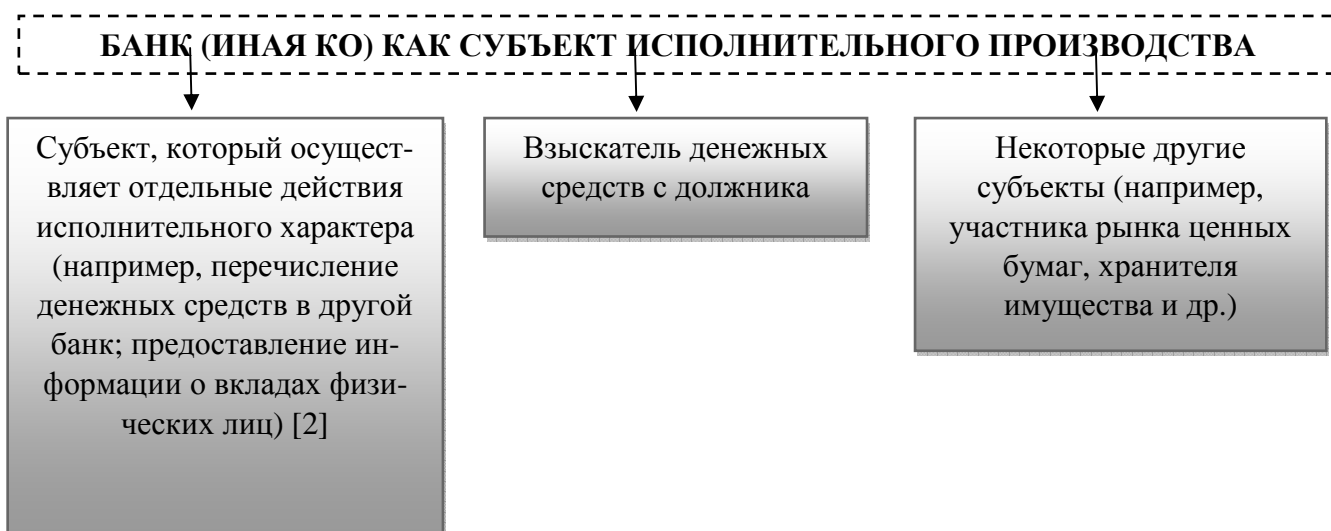 БАНК (ИНАЯ КО) КАК СУБЪЕКТ ИСПОЛНИТЕЛЬНОГО ПРОИЗВОДСТВА
Субъект, который осущест-
вляет отдельные действия
исполнительного характера
(например, перечисление
денежных средств в другой
банк; предоставление ин-
формации о вкладах физи-
ческих лиц) [2]
Взыскатель денежных
средств с должника
Некоторые другие
субъекты (например,
участника рынка ценных
бумаг, хранителя
имущества и др.)